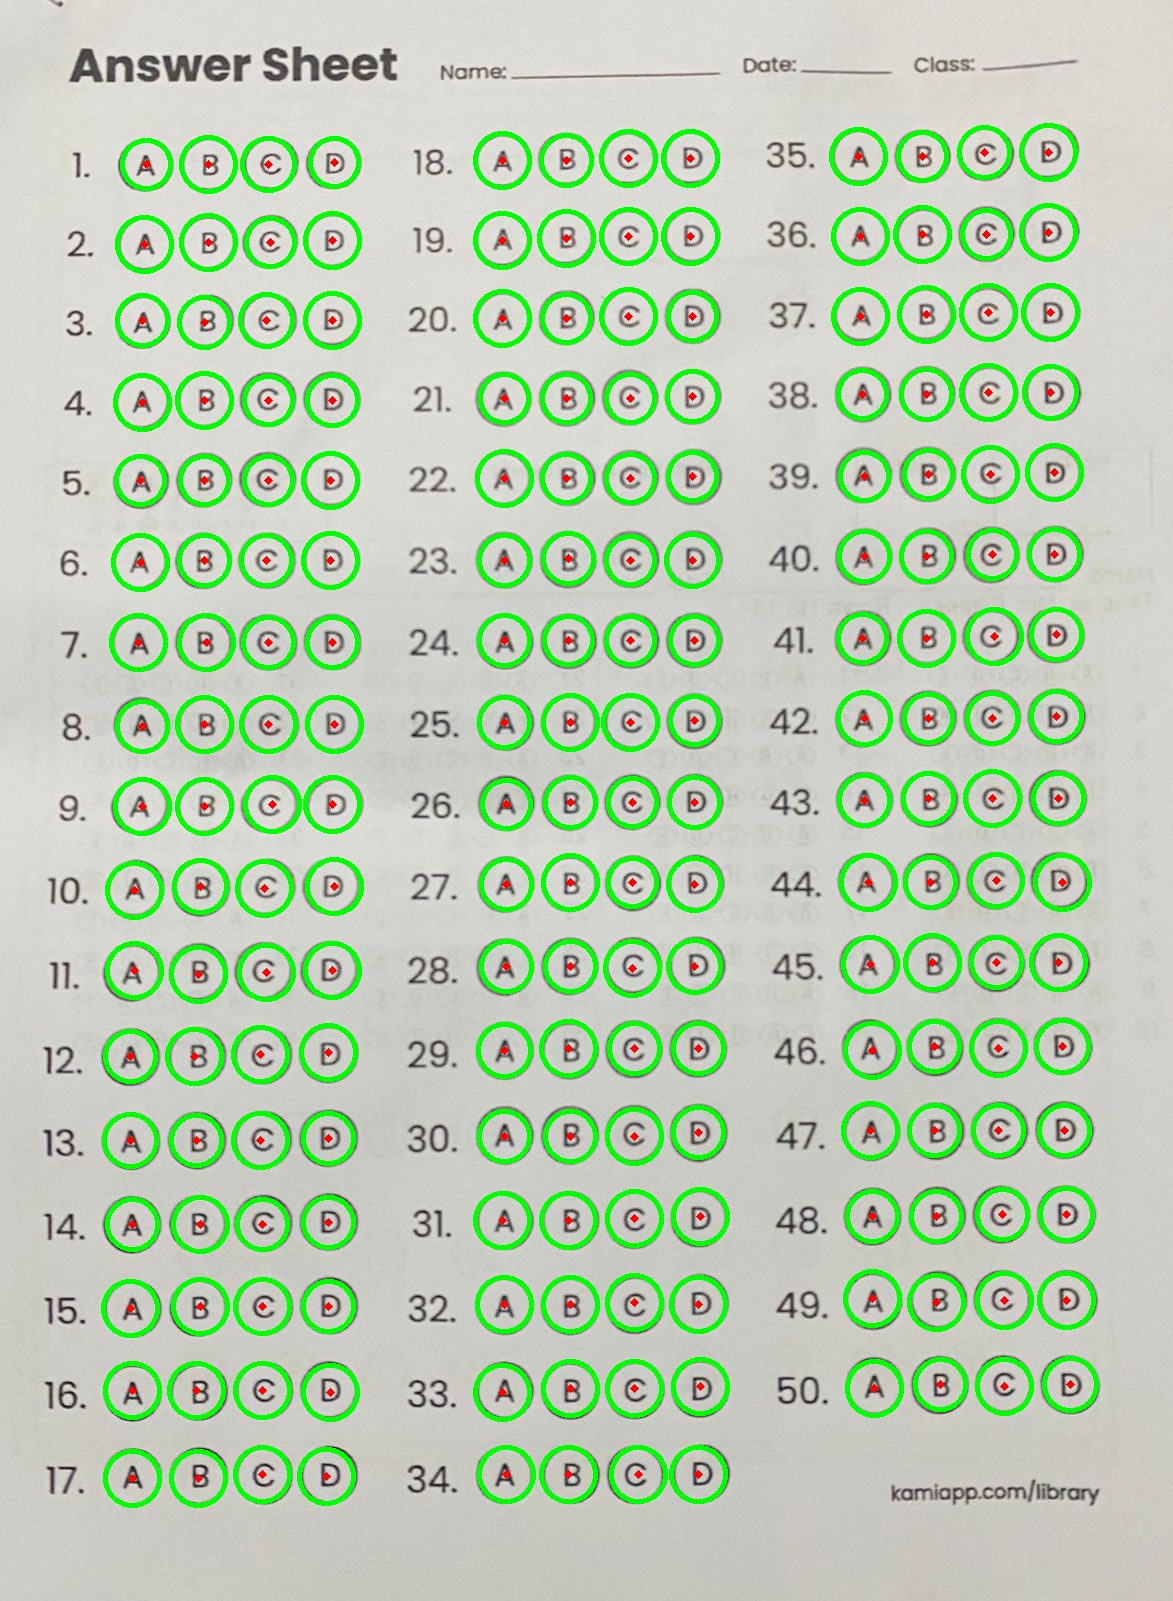 Answer Sheet Name: Date: Class:
1. A B C D 18. A B C D 35. A B C D
2. A B C D 19. A B C D 36. A B C D
3. A B C D 20. A B C D 37. A B C D
4. A B C D 21. A B C D 38. A B C D
5. A B C D 22. A B C D 39. A B C D
6. A B C D 23. A B C D 40. A B C D
7. A B C D 24. A B C D 41. A B C D
8. A B C D 25. A B C D 42. A B C D
9. A B C D 26. A B C D 43. A B C D
10. A B C D 27. A B C D 44. A B C D
11. A B C D 28. A B C D 45. A B C D
12. A B C D 29. A B C D 46. A B C D
13. A B C D 30. A B C D 47. A B C D
14. A B C D 31. A B C D 48. A B C D
15. A B C D 32. A B C D 49. A B C D
16. A B C D 33. A B C D 50. A B C D
17. A B C D 34. A B C D
kamiapp.com/library